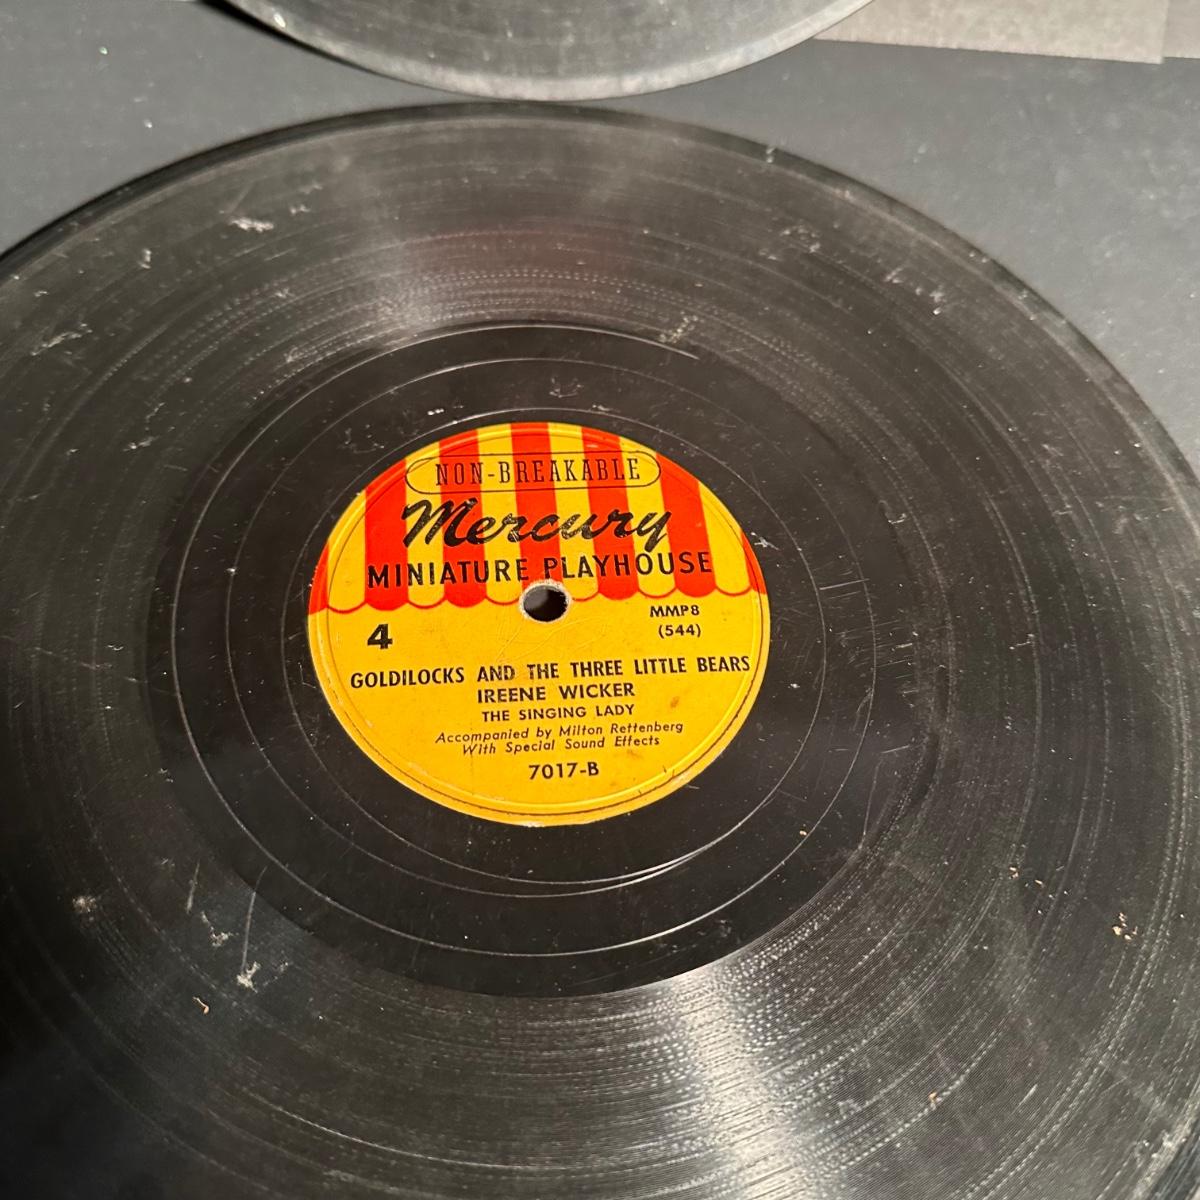 NON-BREAKABLE
Mercury
MINIATURE PLAYHOUSE
4
MMP8
(544)
GOLDILOCKS AND THE THREE LITTLE BEARS
IREENE WICKER
THE SINGING LADY
Accompanied by Milton Rettenberg
With Special Sound Effects
7017-B